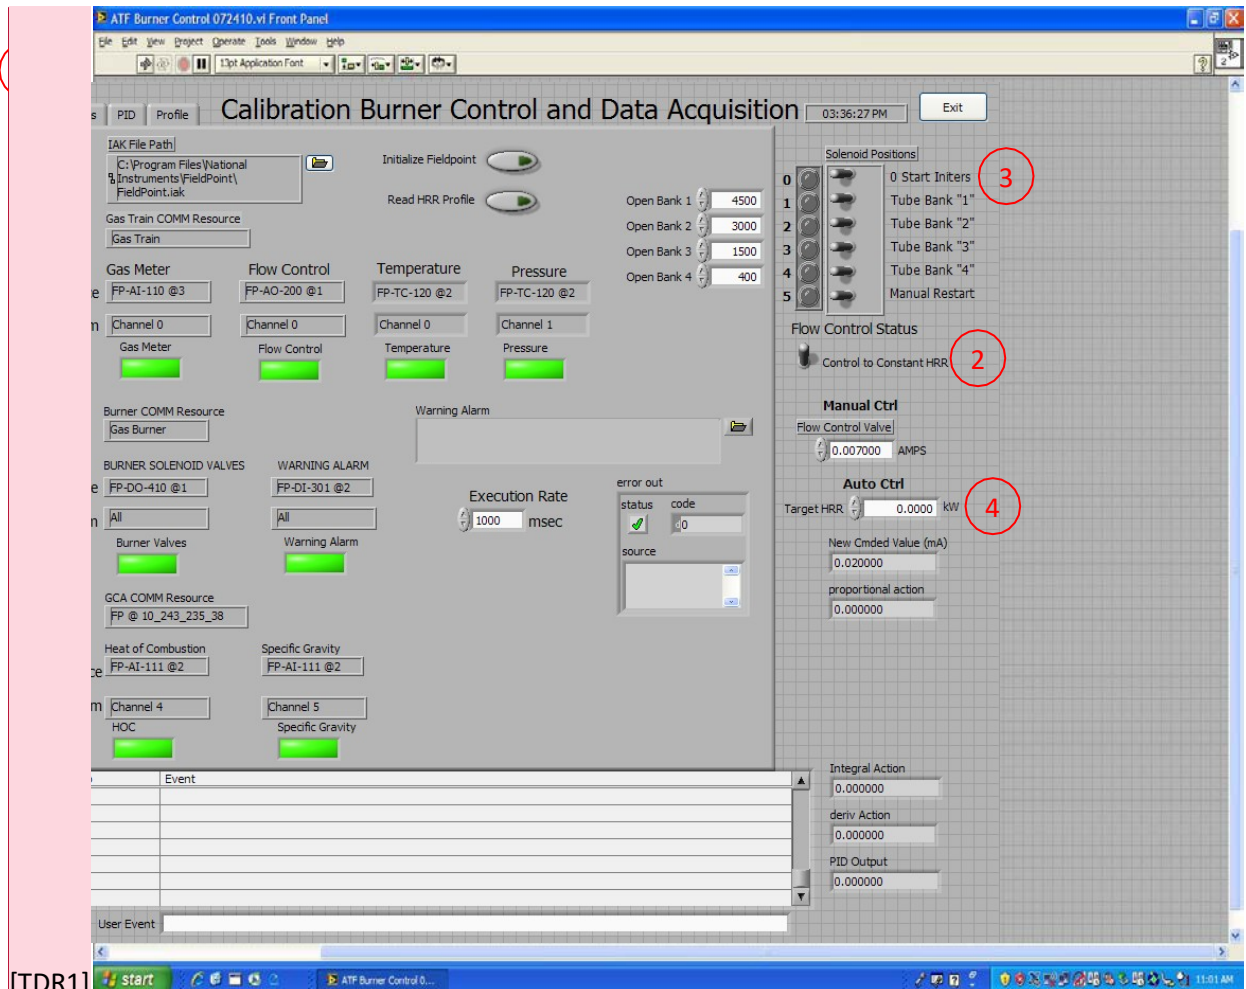 ATF Burner Control 072410.vi Front Panel
File Edit View Project Operate Tools Window Help
13pt Application Font
2
s PID Profile Calibration Burner Control and Data Acquisition 03:36:27 PM Exit
IAK File Path
C:\Program Files\National
Instruments\FieldPoint\
FieldPoint.iak
Initialize Fieldpoint
Read HRR Profile
Gas Train COMM Resource
Gas Train
Open Bank 1 4500
Open Bank 2 3000
Open Bank 3 1500
Open Bank 4 400
Solenoid Positions
0 0 Start Initers 3
1 Tube Bank "1"
2 Tube Bank "2"
3 Tube Bank "3"
4 Tube Bank "4"
5 Manual Restart
Gas Meter Flow Control Temperature Pressure
e FP-AI-110 @3 FP-AO-200 @1 FP-TC-120 @2 FP-TC-120 @2
m Channel 0 Channel 0 Channel 0 Channel 1
Gas Meter Flow Control Temperature Pressure
Flow Control Status
Control to Constant HRR 2
Burner COMM Resource
Gas Burner
Warning Alarm
Manual Ctrl
Flow Control Valve
0.007000 AMPS
BURNER SOLENOID VALVES WARNING ALARM
e FP-DO-410 @1 FP-DI-301 @2
m All All
Burner Valves Warning Alarm
Execution Rate
1000 msec
error out
status code
0
source
Auto Ctrl
Target HRR 0.0000 kW 4
New Cmded Value (mA)
0.020000
proportional action
0.000000
GCA COMM Resource
FP @ 10_243_235_38
Heat of Combustion Specific Gravity
ce FP-AI-111 @2 FP-AI-111 @2
m Channel 4 Channel 5
HOC Specific Gravity
Event
Integral Action
0.000000
deriv Action
0.000000
PID Output
0.000000
User Event
[TDR1] start ATF Burner Control 0... 11:01 AM